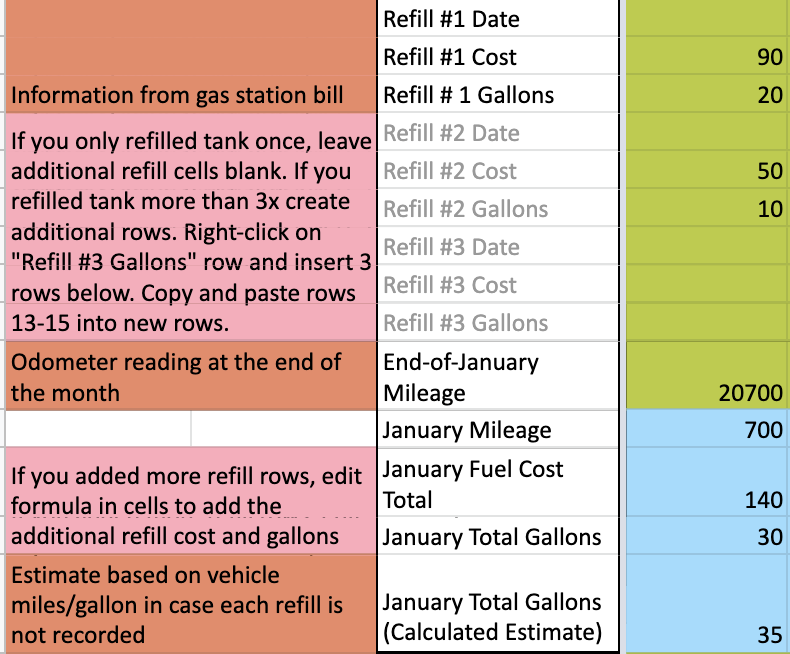 Refill #1 Date
Refill #1 Cost
90
Information from gas station bill
Refill # 1 Gallons
20
If you only refilled tank once, leave
additional refill cells blank. If you
refilled tank more than 3x create
additional rows. Right-click on
"Refill #3 Gallons" row and insert 3
rows below. Copy and paste rows
13-15 into new rows.
Refill #2 Date
Refill #2 Cost
50
Refill #2 Gallons
10
Refill #3 Date
Refill #3 Cost
Refill #3 Gallons
Odometer reading at the end of
the month
End-of-January
Mileage
20700
January Mileage
700
If you added more refill rows, edit
formula in cells to add the
additional refill cost and gallons
January Fuel Cost
Total
140
January Total Gallons
30
Estimate based on vehicle
miles/gallon in case each refill is
not recorded
January Total Gallons
(Calculated Estimate)
35